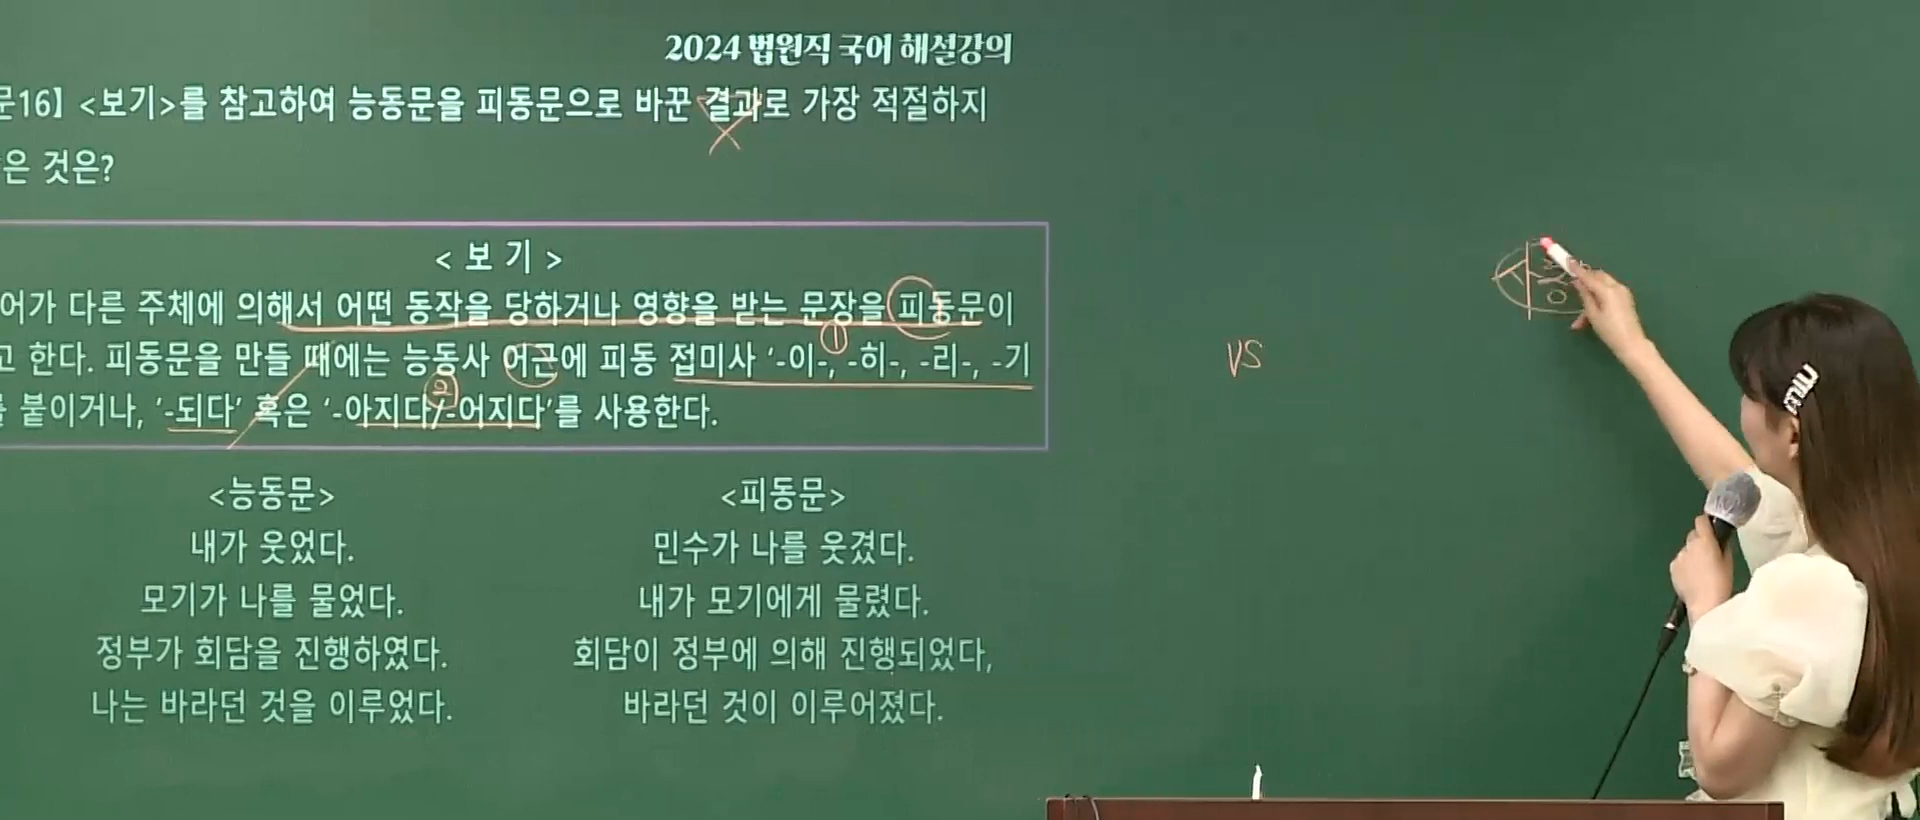 2024 법원직 국어 해설강의
문16] <보기>를 참고하여 능동문을 피동문으로 바꾼 결과로 가장 적절하지
은 것은?
< 보 기 >
어가 다른 주체에 의해서 어떤 동작을 당하거나 영향을 받는 문장을 피동문이
고 한다. 피동문을 만들 때에는 능동사 어근에 피동 접미사 '-이-, -히-, -리-, -기
를 붙이거나, '-되다' 혹은 '-아지다/-어지다'를 사용한다.
①
②
<능동문> <피동문>
내가 웃었다. 민수가 나를 웃겼다.
모기가 나를 물었다. 내가 모기에게 물렸다.
정부가 회담을 진행하였다. 회담이 정부에 의해 진행되었다,
나는 바라던 것을 이루었다. 바라던 것이 이루어졌다.
VS